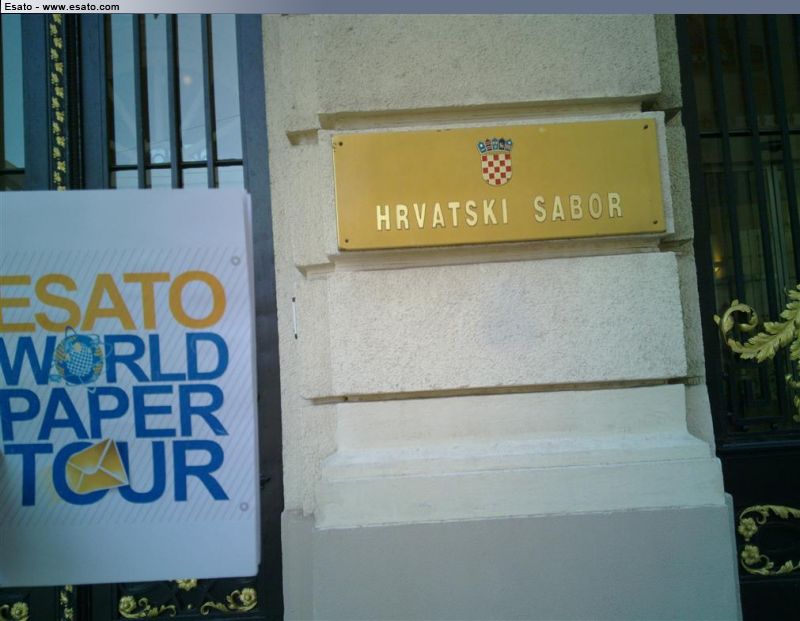 Esato - www.esato.com
HRVATSKI SABOR
ESATO
WORLD
PAPER
TOUR